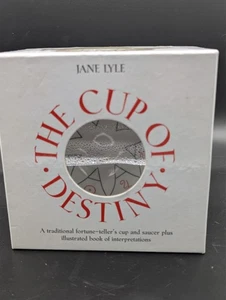 JANE LYLE
· THE CUP OF ·
DESTINY
A traditional fortune-teller's cup and saucer plus
illustrated book of interpretations